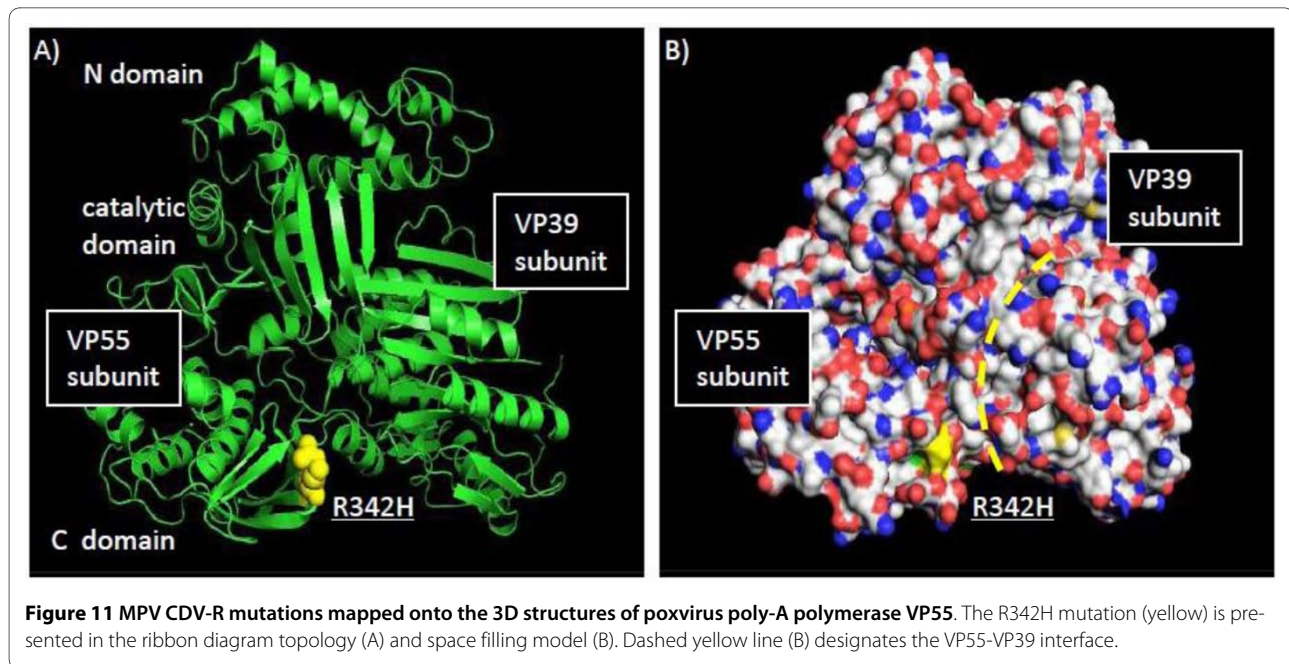 A)
N domain
catalytic
domain
VP39
subunit
VP55
subunit
R342H
C domain
B)
VP39
subunit
VP55
subunit
R342H
Figure 11 MPV CDV-R mutations mapped onto the 3D structures of poxvirus poly-A polymerase VP55. The R342H mutation (yellow) is pre-
sented in the ribbon diagram topology (A) and space filling model (B). Dashed yellow line (B) designates the VP55-VP39 interface.